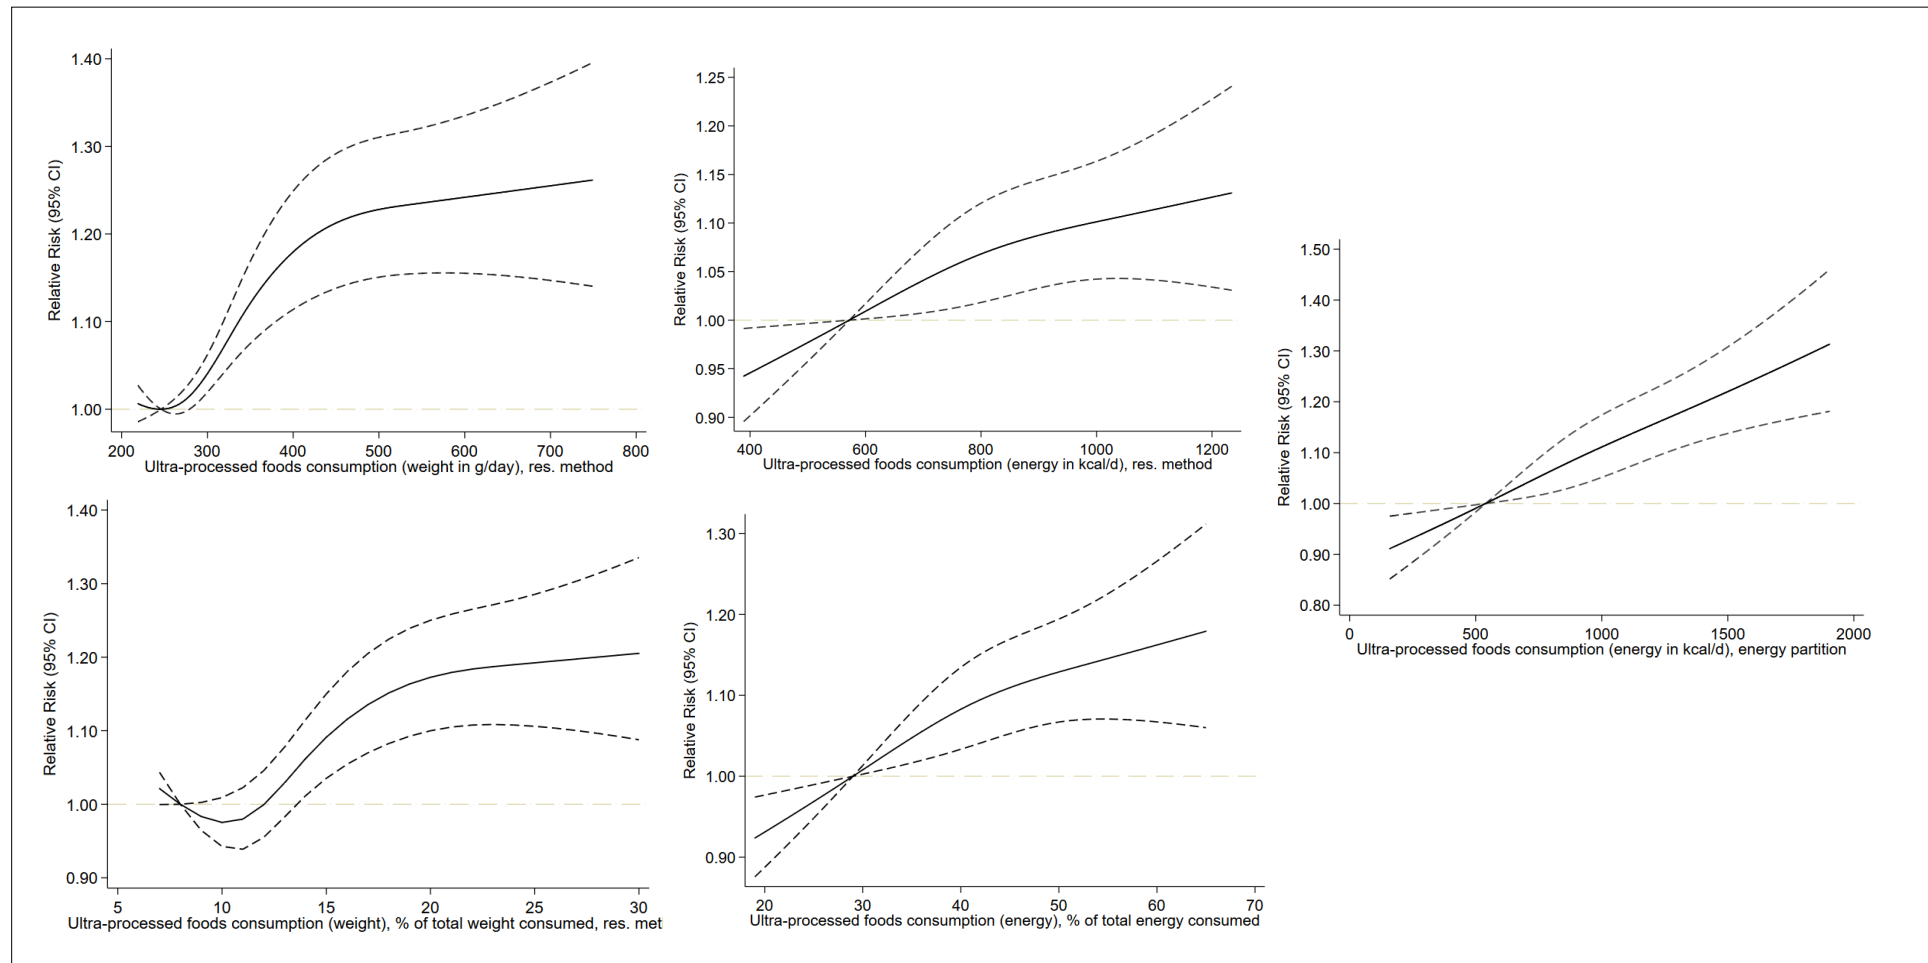 Relative Risk (95% CI)
1.40
1.30
1.20
1.10
1.00
200 300 400 500 600 700 800
Ultra-processed foods consumption (weight in g/day), res. method
Relative Risk (95% CI)
1.25
1.20
1.15
1.10
1.05
1.00
0.95
0.90
400 600 800 1000 1200
Ultra-processed foods consumption (energy in kcal/d), res. method
Relative Risk (95% CI)
1.50
1.40
1.30
1.20
1.10
1.00
0.90
0.80
0 500 1000 1500 2000
Ultra-processed foods consumption (energy in kcal/d), energy partition
Relative Risk (95% CI)
1.40
1.30
1.20
1.10
1.00
0.90
5 10 15 20 25 30
Ultra-processed foods consumption (weight), % of total weight consumed, res. met
Relative Risk (95% CI)
1.30
1.20
1.10
1.00
0.90
20 30 40 50 60 70
Ultra-processed foods consumption (energy), % of total energy consumed